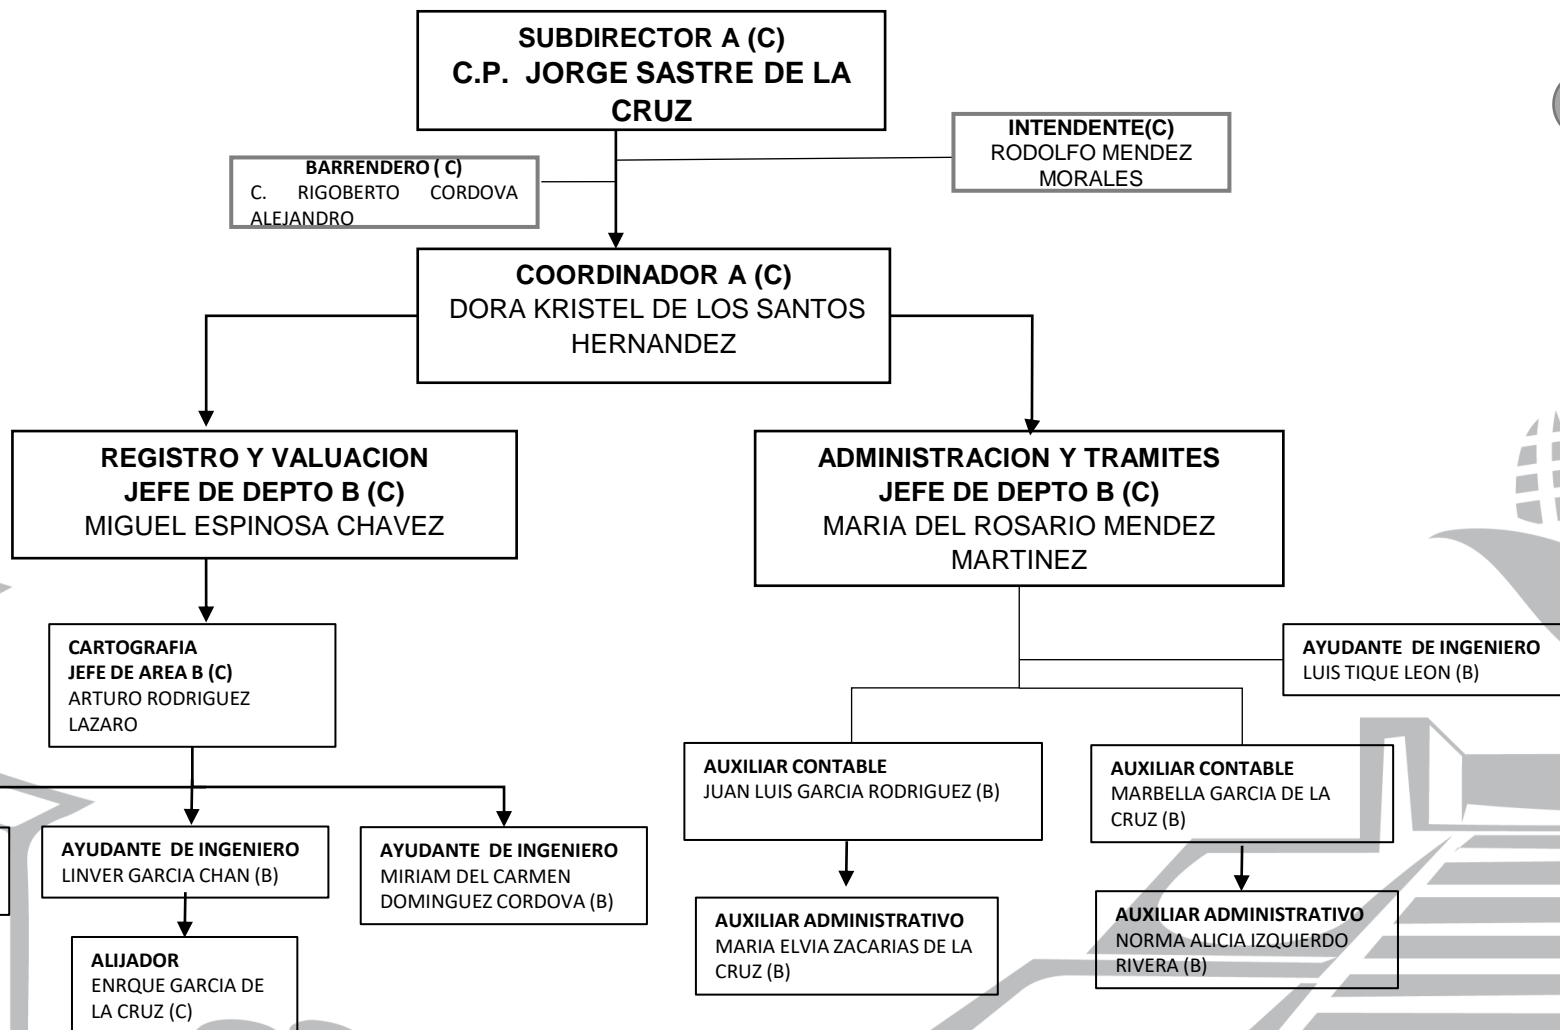 SUBDIRECTOR A (C)
C.P. JORGE SASTRE DE LA
CRUZ
INTENDENTE(C)
RODOLFO MENDEZ
MORALES
BARRENDERO ( C)
C. RIGOBERTO CORDOVA
ALEJANDRO
COORDINADOR A (C)
DORA KRISTEL DE LOS SANTOS
HERNANDEZ
REGISTRO Y VALUACION
JEFE DE DEPTO B (C)
MIGUEL ESPINOSA CHAVEZ
ADMINISTRACION Y TRAMITES
JEFE DE DEPTO B (C)
MARIA DEL ROSARIO MENDEZ
MARTINEZ
CARTOGRAFIA
JEFE DE AREA B (C)
ARTURO RODRIGUEZ
LAZARO
AYUDANTE DE INGENIERO
LUIS TIQUE LEON (B)
AUXILIAR CONTABLE
JUAN LUIS GARCIA RODRIGUEZ (B)
AUXILIAR CONTABLE
MARBELLA GARCIA DE LA
CRUZ (B)
AYUDANTE DE INGENIERO
LINVER GARCIA CHAN (B)
AYUDANTE DE INGENIERO
MIRIAM DEL CARMEN
DOMINGUEZ CORDOVA (B)
AUXILIAR ADMINISTRATIVO
MARIA ELVIA ZACARIAS DE LA
CRUZ (B)
AUXILIAR ADMINISTRATIVO
NORMA ALICIA IZQUIERDO
RIVERA (B)
ALIJADOR
ENRQUE GARCIA DE
LA CRUZ (C)